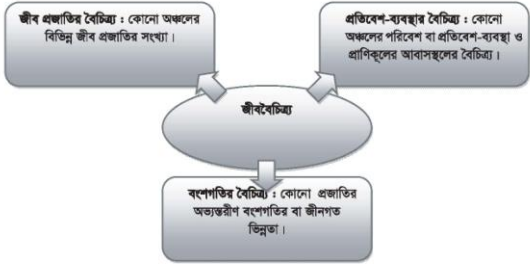 জীব প্রজাতির বৈচিত্র্য : কোনো অঞ্চলের
বিভিন্ন জীব প্রজাতির সংখ্যা।
প্রতিবেশ-ব্যবস্থার বৈচিত্র্য : কোনো
অঞ্চলের পরিবেশ বা প্রতিবেশ-ব্যবস্থা ও
প্রাণিকূলের আবাসস্থলের বৈচিত্র্য।
জীববৈচিত্র্য
বংশগতির বৈচিত্র্য : কোনো প্রজাতির
অভ্যন্তরীণ বংশগতির বা জীনগত
ভিন্নতা।